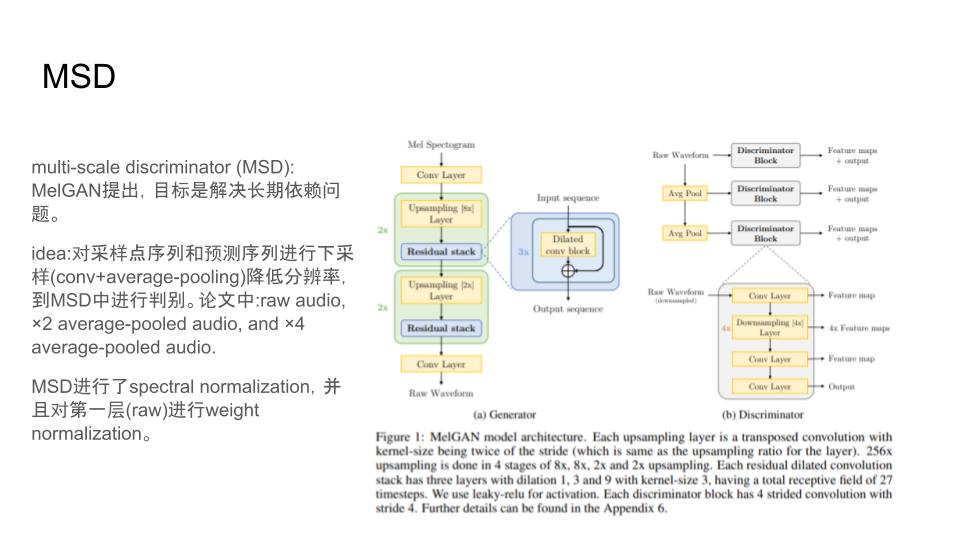 MSD
multi-scale discriminator (MSD):
MelGAN提出，目标是解决长期依赖问
题。
idea:对采样点序列和预测序列进行下采
样(conv+average-pooling)降低分辨率，
到MSD中进行判别。论文中:raw audio,
×2 average-pooled audio, and ×4
average-pooled audio.
MSD进行了spectral normalization，并
且对第一层(raw)进行weight
normalization。
Mel Spectogram
Conv Layer
2x
Upsampling [8x]
Layer
Residual stack
2x
Upsampling [2x]
Layer
Residual stack
Conv Layer
Raw Waveform
Input sequence
3x
Dilated
conv block
Output sequence
(a) Generator
Raw Waveform
Discriminator
Block
Feature maps
+ output
Avg Pool
Discriminator
Block
Feature maps
+ output
Avg Pool
Discriminator
Block
Feature maps
+ output
Raw Waveform
(downsampled)
Conv Layer
Feature map
4x
Downsampling [4x]
Layer
4x Feature maps
Conv Layer
Feature map
Conv Layer
Output
(b) Discriminator
Figure 1: MelGAN model architecture. Each upsampling layer is a transposed convolution with
kernel-size being twice of the stride (which is same as the upsampling ratio for the layer). 256x
upsampling is done in 4 stages of 8x, 8x, 2x and 2x upsampling. Each residual dilated convolution
stack has three layers with dilation 1, 3 and 9 with kernel-size 3, having a total receptive field of 27
timesteps. We use leaky-relu for activation. Each discriminator block has 4 strided convolution with
stride 4. Further details can be found in the Appendix 6.